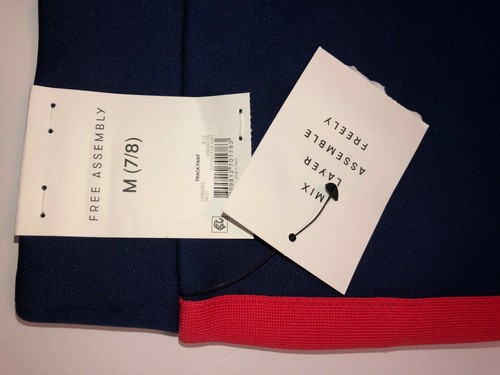 FREE ASSEMBLY
M (7/8)
TRACK PANT
MIX
LAYER
ASSEMBLE
FREELY